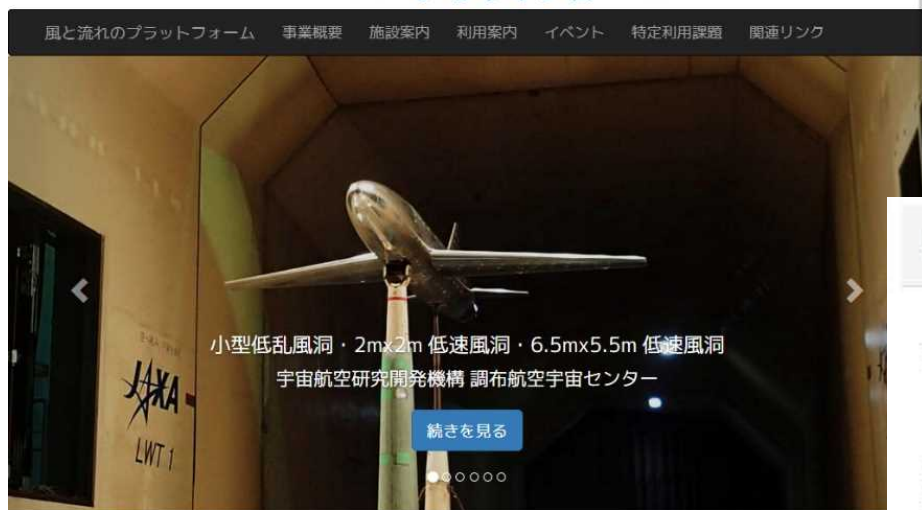 風と流れのプラットフォーム 事業概要 施設案内 利用案内 イベント 特定利用課題 関連リンク
小型低乱風洞・2mx2m 低速風洞・6.5mx5.5m 低速風洞
宇宙航空研究開発機構 調布航空宇宙センター
JAXA
LWT 1
続きを見る